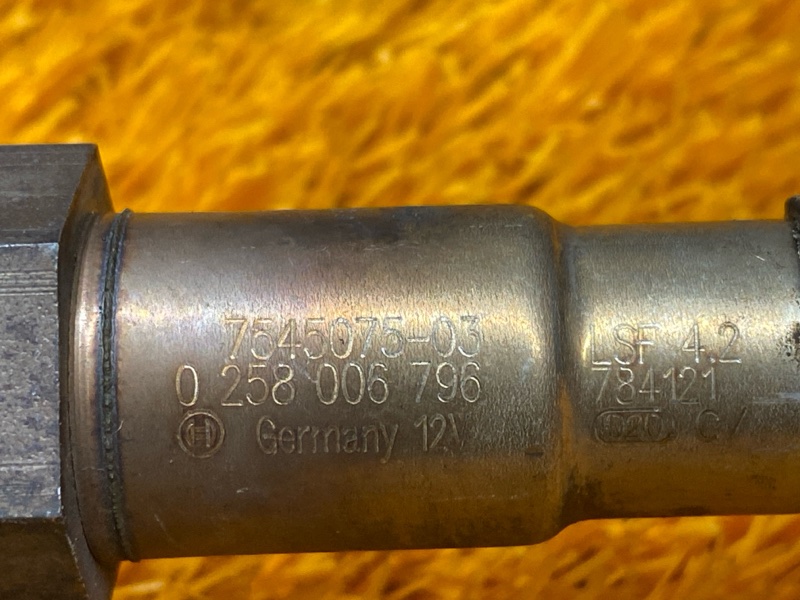 7545075-03
0 258 006 796
Germany 12V
LSF 4.2
784121